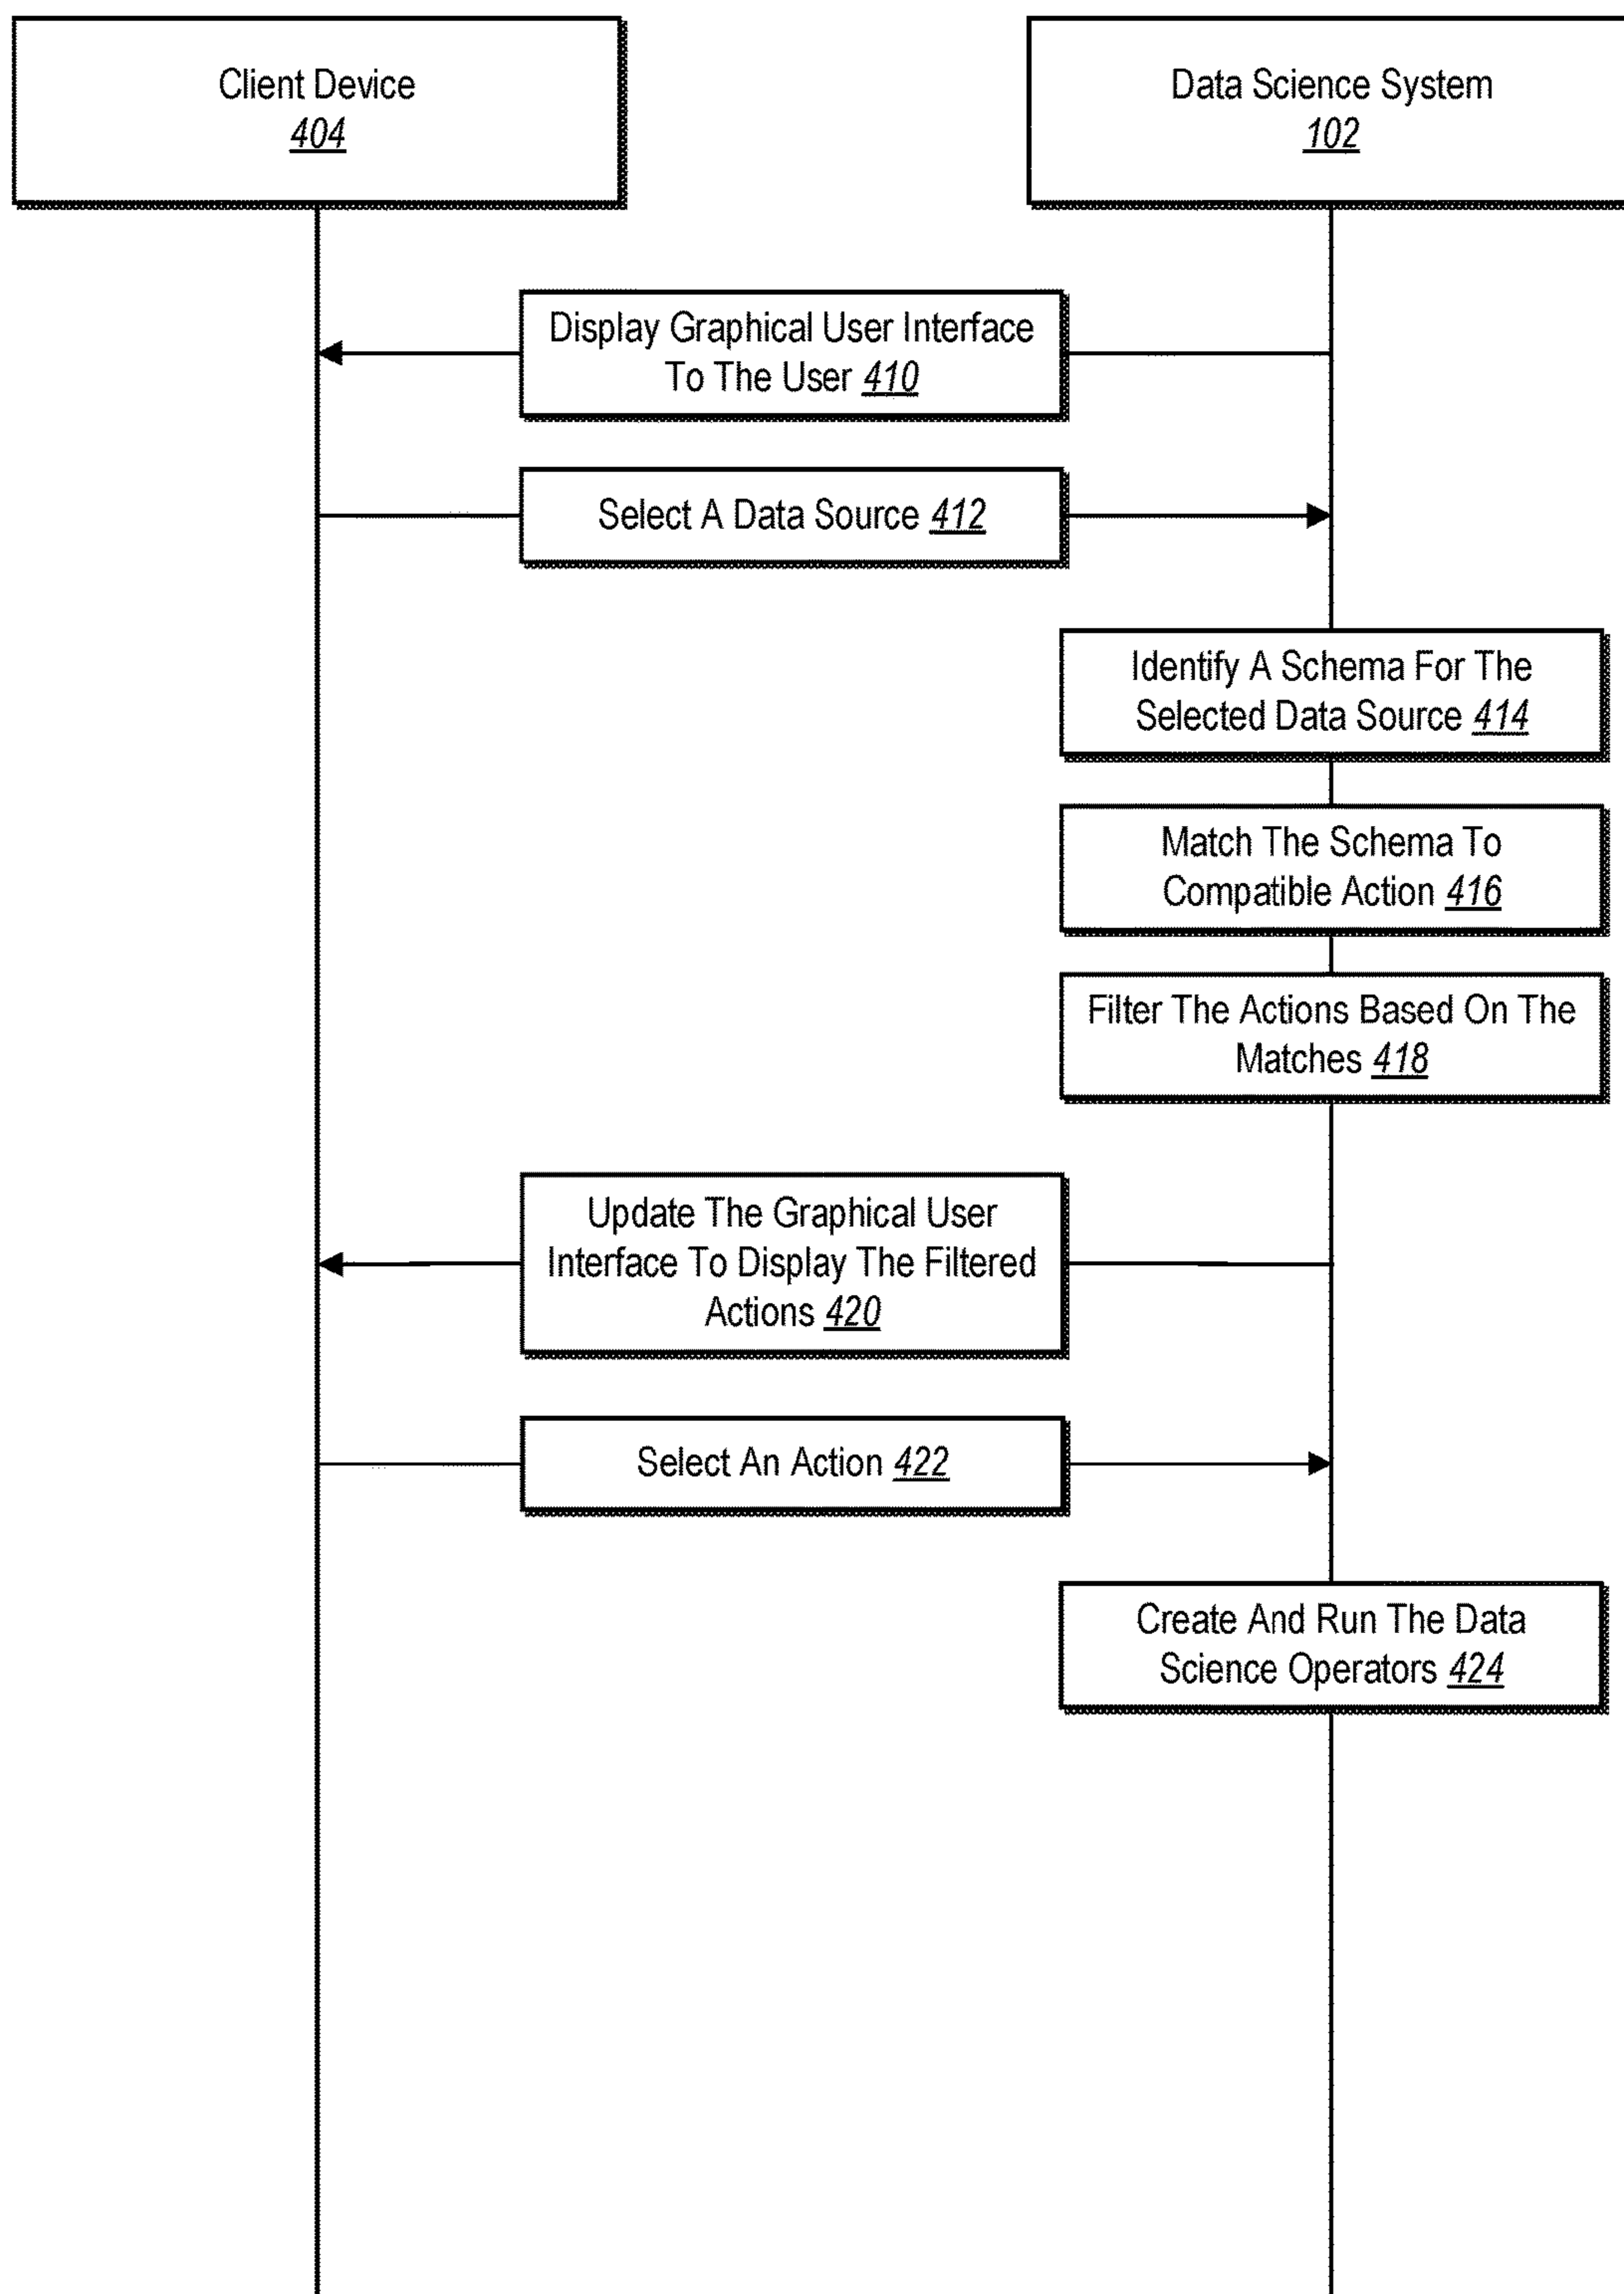 Client Device
404
Data Science System
102
Display Graphical User Interface
To The User 410
Select A Data Source 412
Identify A Schema For The
Selected Data Source 414
Match The Schema To
Compatible Action 416
Filter The Actions Based On The
Matches 418
Update The Graphical User
Interface To Display The Filtered
Actions 420
Select An Action 422
Create And Run The Data
Science Operators 424